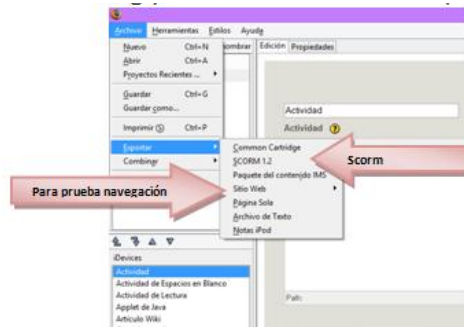 Archivo Herramientas Estilos Ayuda
Nuevo Ctrl+N
Abrir Ctrl+A
Proyectos Recientes ...
Guardar Ctrl+G
Guardar como...
Imprimir (S) Ctrl+P
Exportar
Combinar
ombrar
Edición Propiedades
Actividad
Actividad
Common Cartridge
SCORM 1.2
Paquete del contenido IMS
Sitio Web
Página Sola
Archivo de Texto
Notas iPod
Scorm
Para prueba navegación
iDevices
Actividad
Actividad de Espacios en Blanco
Actividad de Lectura
Applet de Java
Artículo Wiki
Path: